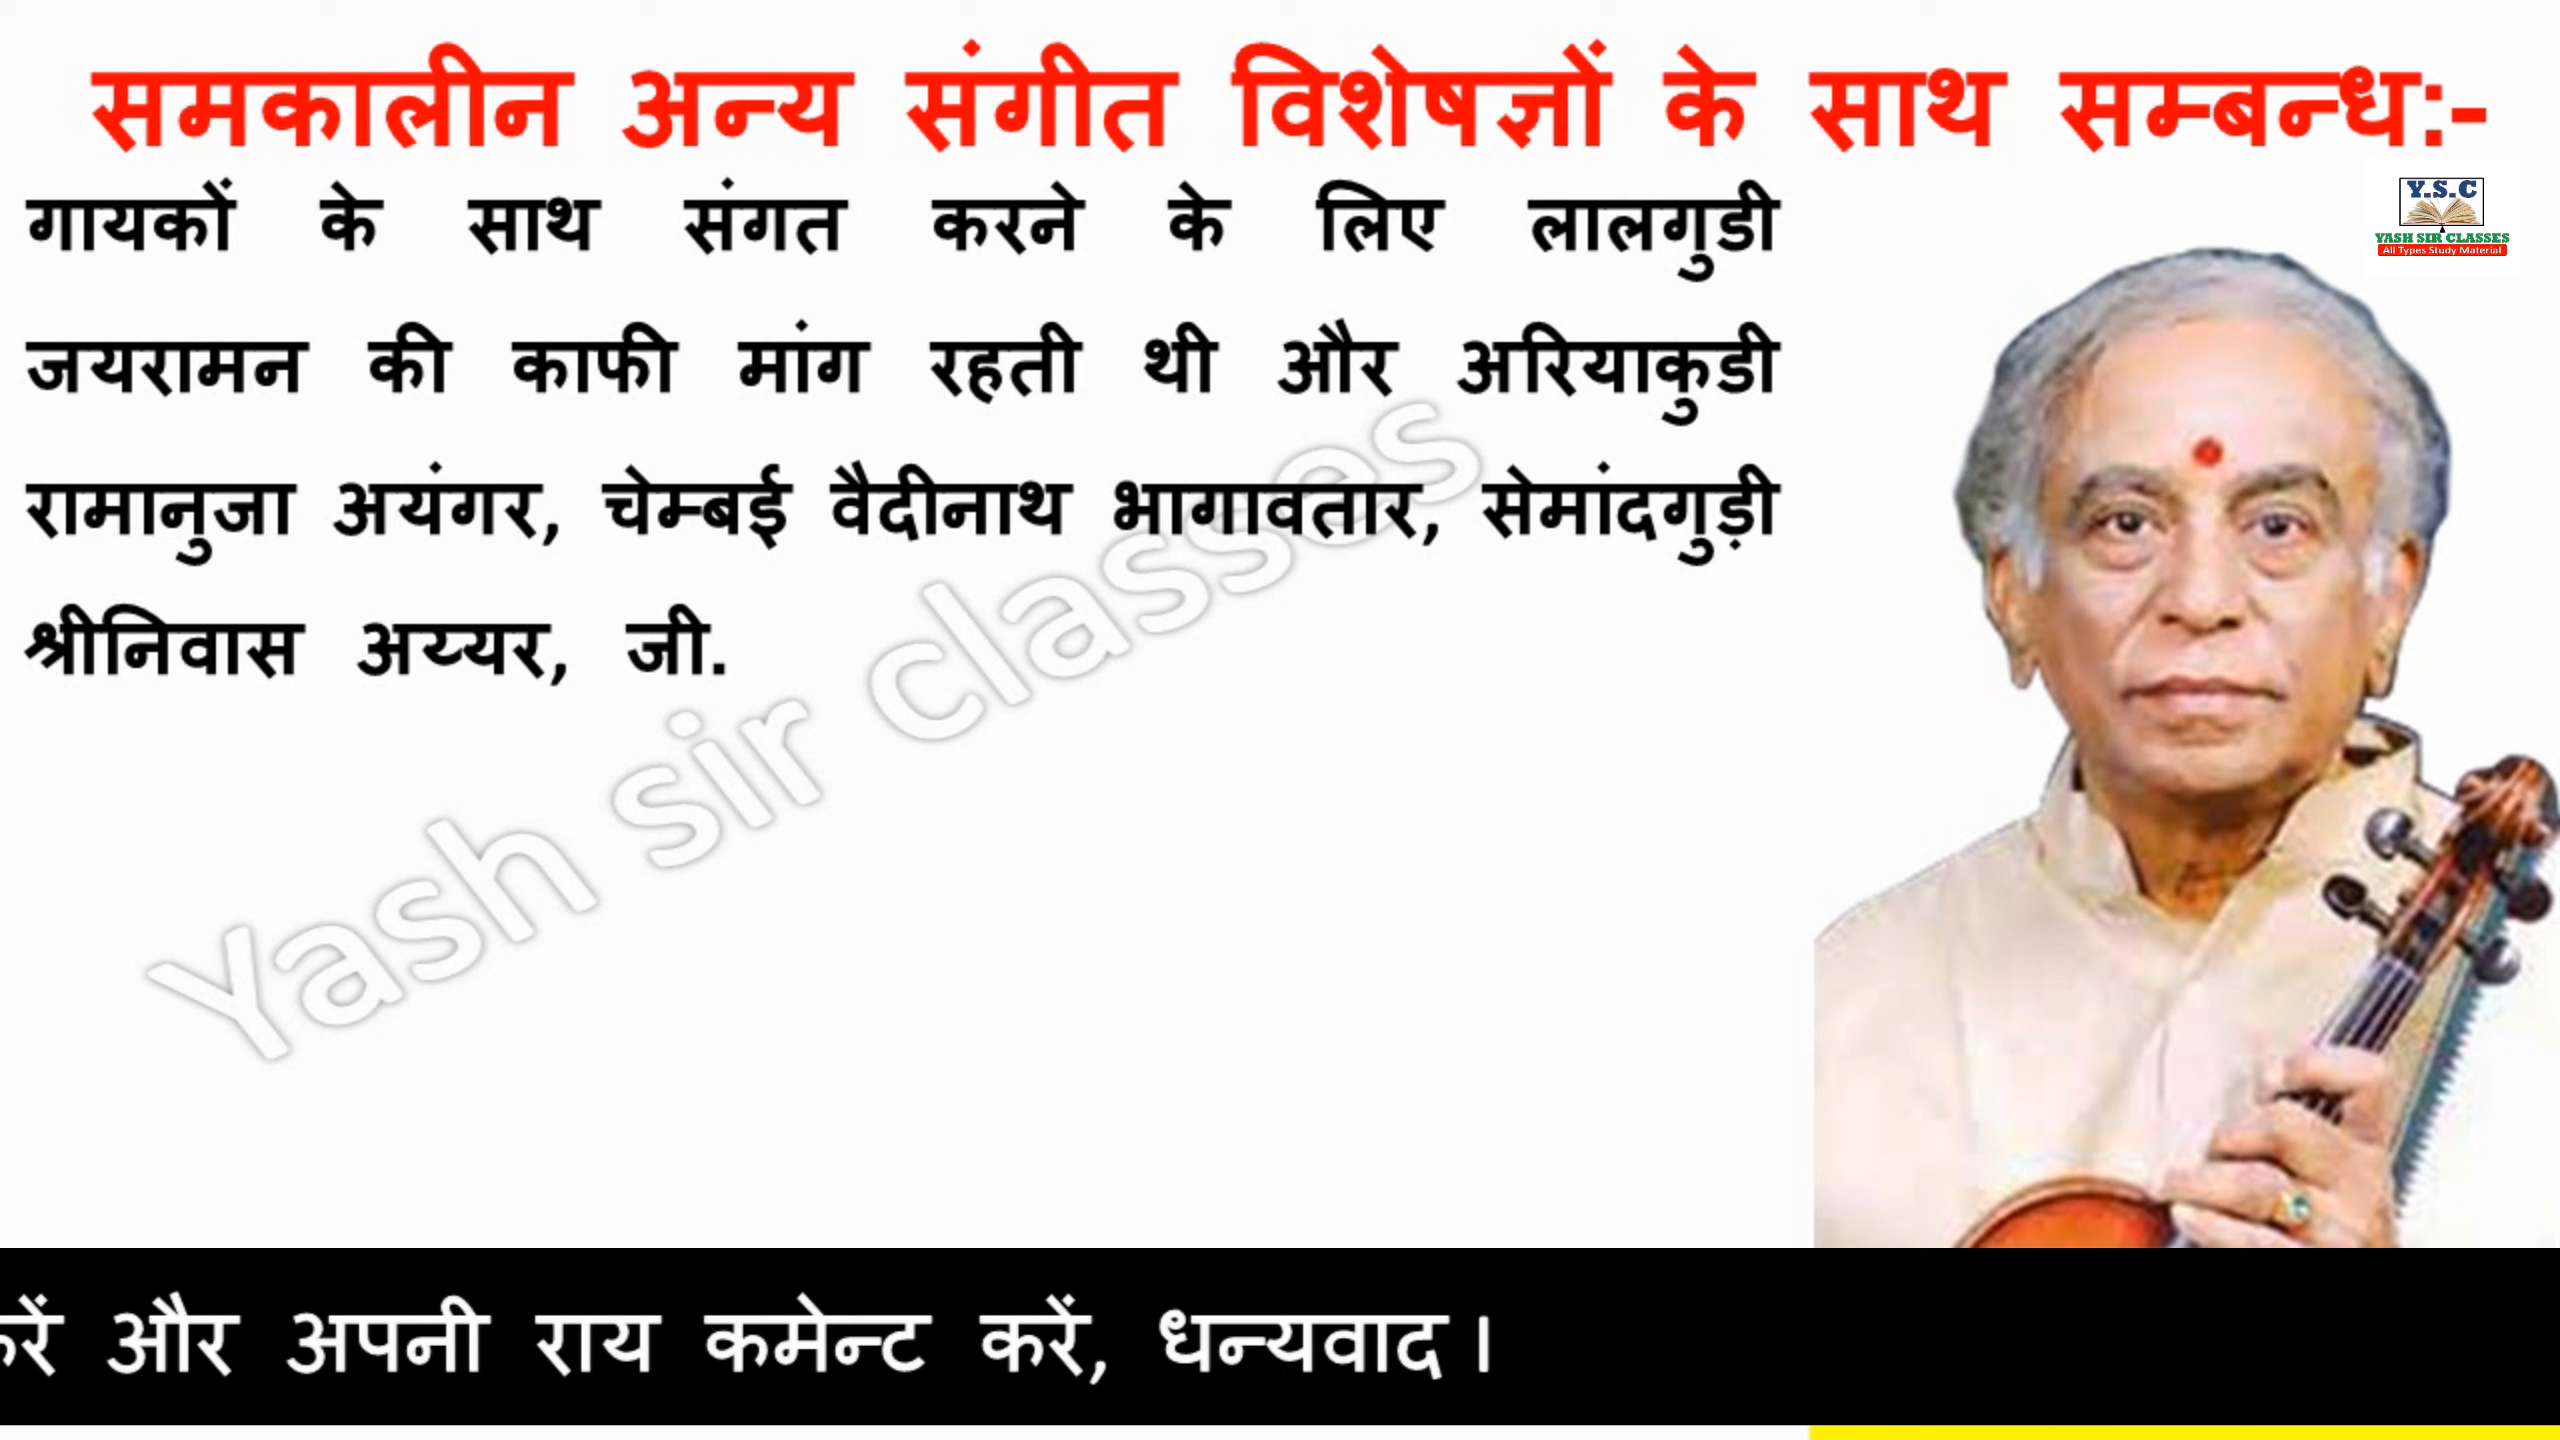 समकालीन अन्य संगीत विशेषज्ञों के साथ सम्बन्ध:-
Y.S.C
YASH SIR CLASSES
All Types Study Material
गायकों के साथ संगत करने के लिए लालगुडी
जयरामन की काफी मांग रहती थी और अरियाकुडी
रामानुजा अयंगर, चेम्बई वैदीनाथ भागावतार, सेमांदगुड़ी
श्रीनिवास अय्यर, जी.
Yash sir classes
और अपनी राय कमेन्ट करें, धन्यवाद।